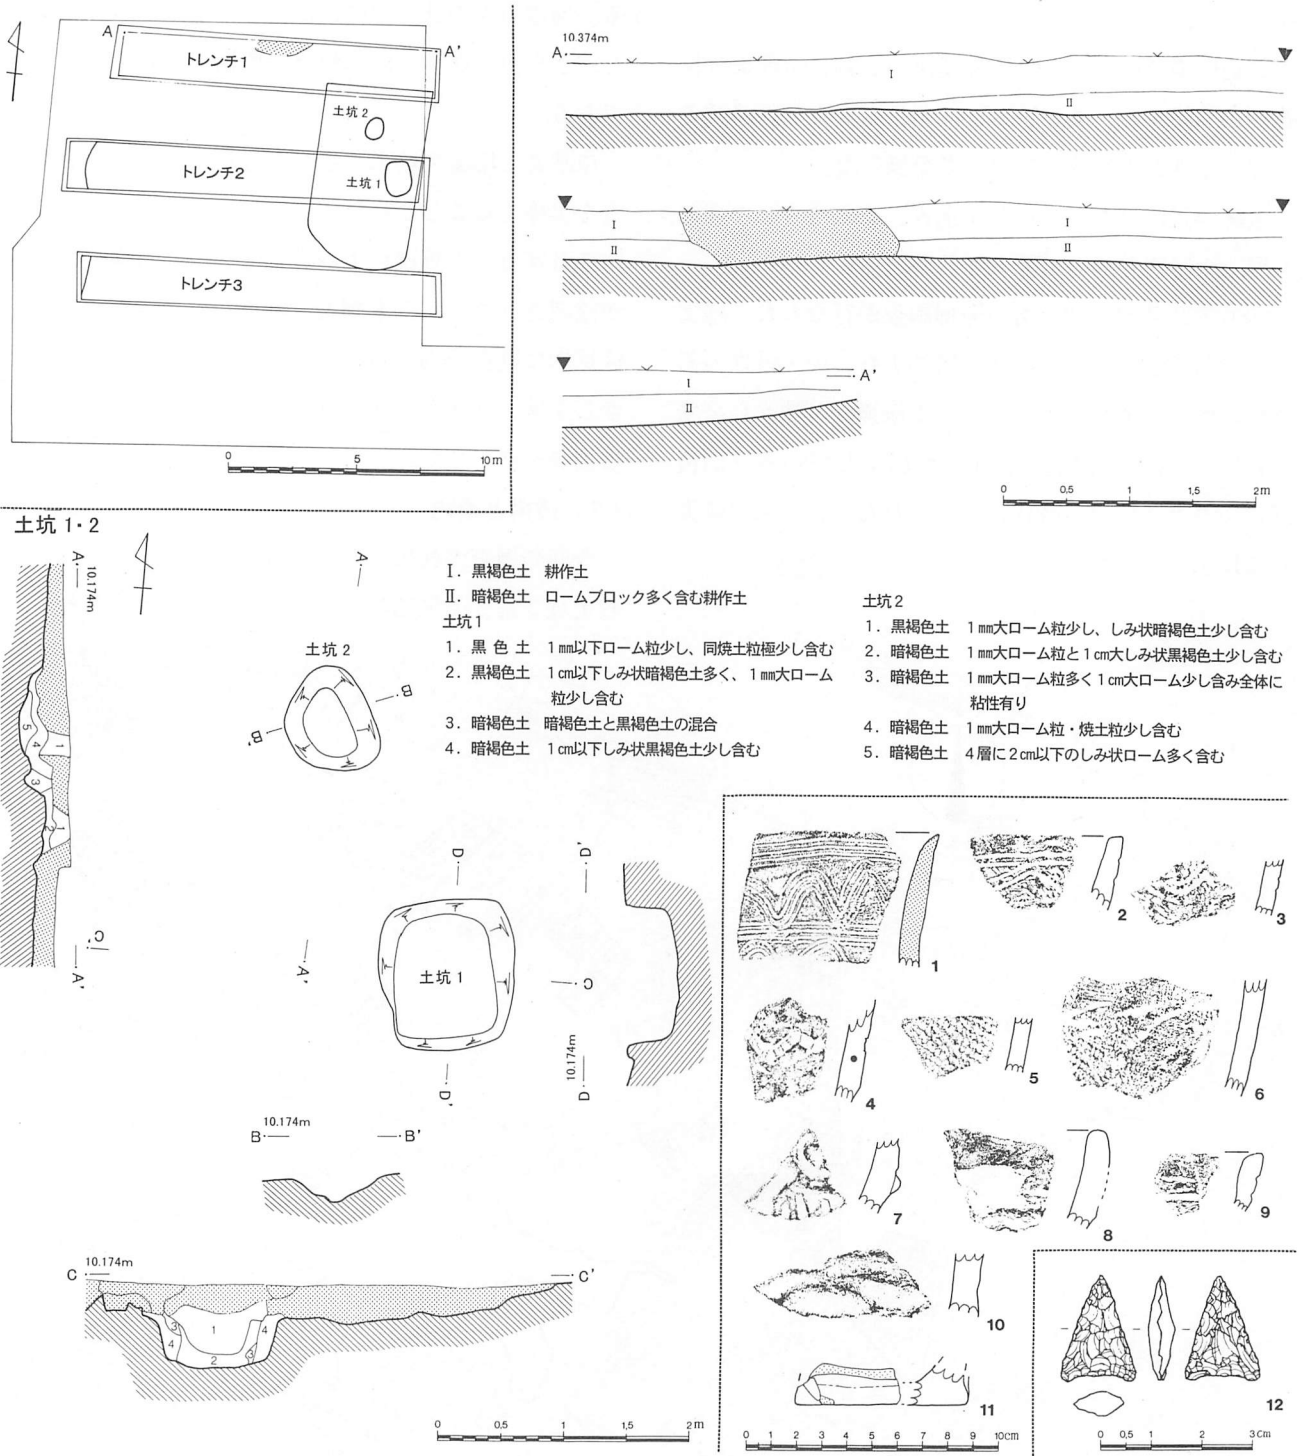 A
A'
トレンチ1
土坑 2
トレンチ2
土坑 1
トレンチ3
0 5 10 m
10.374m
A
I
II
I
I
II
II
I
A'
II
0 0,5 1 2m
土坑 1・2
A
10.174m
1
4
5
3
1
2
C'
A'
A
土坑 2
B
B'
A'
I. 黒褐色土 耕作土
II. 暗褐色土 ロームブロック多く含む耕作土
土坑1
1. 黒 色 土 1㎜以下ローム粒少し、同焼土粒極少し含む
2. 黒褐色土 1㎝以下しみ状暗褐色土多く、1㎜大ローム
粒少し含む
3. 暗褐色土 暗褐色土と黒褐色土の混合
4. 暗褐色土 1㎝以下しみ状黒褐色土少し含む
土坑2
1. 黒褐色土 1㎜大ローム粒少し、しみ状暗褐色土少し含む
2. 暗褐色土 1㎜大ローム粒と1㎝大しみ状黒褐色土少し含む
3. 暗褐色土 1㎜大ローム粒多く1㎝大ローム少し含み全体に
粘性有り
4. 暗褐色土 1㎜大ローム粒・焼土粒少し含む
5. 暗褐色土 4層に2㎝以下のしみ状ローム多く含む
D
D'
土坑 1
C
D'
10.174m
D
10.174m
B
B'
10.174m
C
C'
3
4
1
4
2
3
0 0,5 1 1,5 2 m
1
2
3
4
5
6
7
8
9
10
11
0 1 2 3 4 5 6 7 8 9 10cm
12
0 0,5 1 2 3 cm